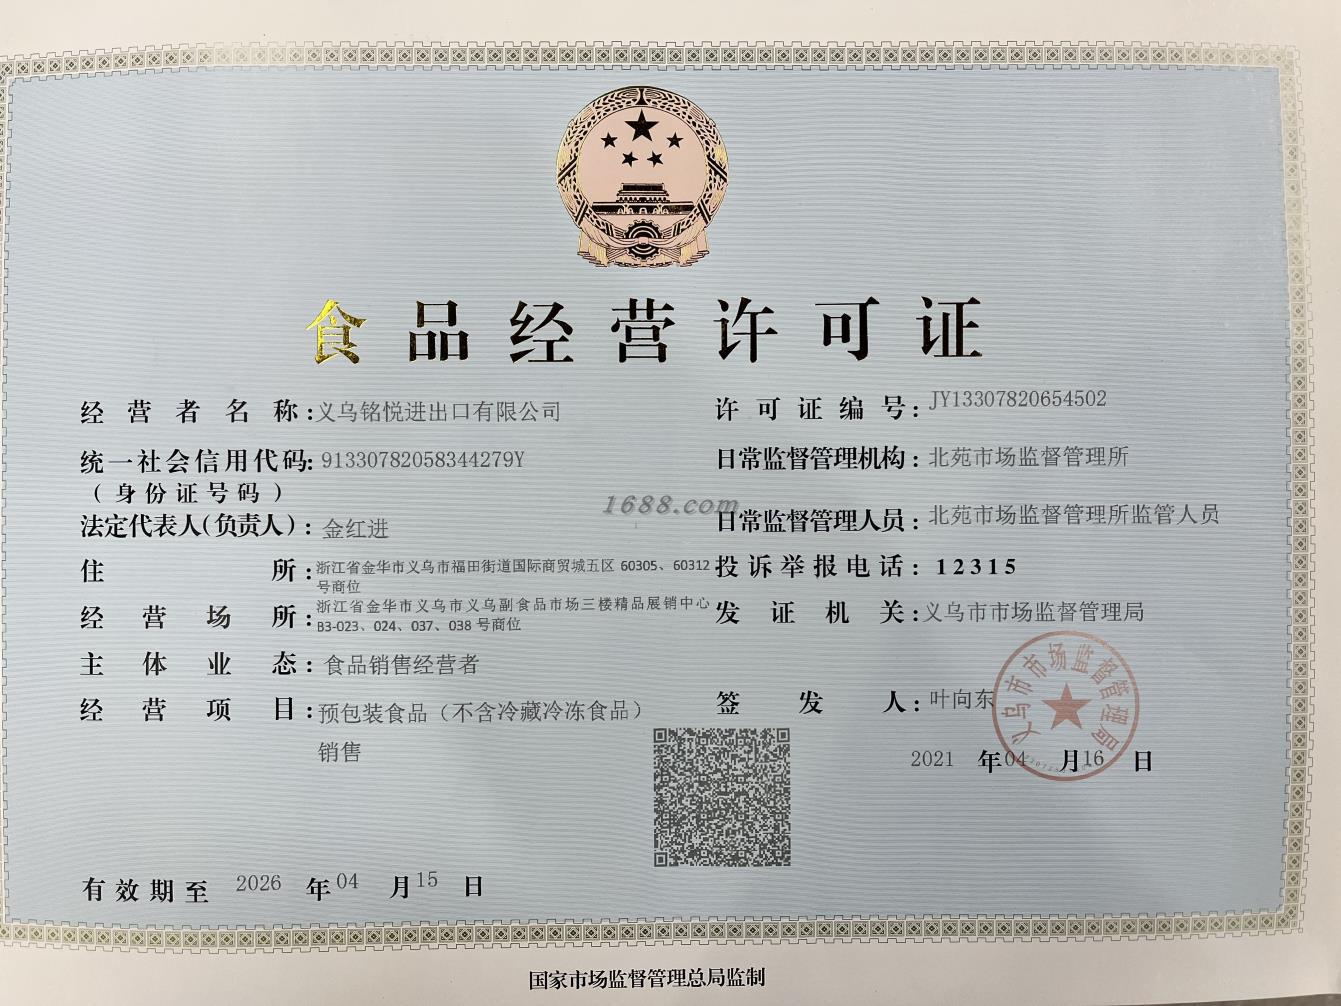 食品经营许可证
经营者名称:义乌铭悦进出口有限公司
许可证编号:JY13307820654502
统一社会信用代码:91330782058344279Y
(身份证号码)
日常监督管理机构:北苑市场监督管理所
1688.com
法定代表人(负责人):金红进
日常监督管理人员:北苑市场监督管理所监管人员
住所:浙江省金华市义乌市福田街道国际商贸城五区 60305、60312
号商位
投诉举报电话:12315
经营场所:浙江省金华市义乌市义乌副食品市场三楼精品展销中心
B3-023、024、037、038 号商位
发证机关:义乌市市场监督管理局
主体业态:食品销售经营者
经营项目:预包装食品(不含冷藏冷冻食品)
销售
签发人:叶向东
义乌市市场监督管理局
2021 年04 月16 日
有效期至 2026 年04 月15 日
国家市场监督管理总局监制